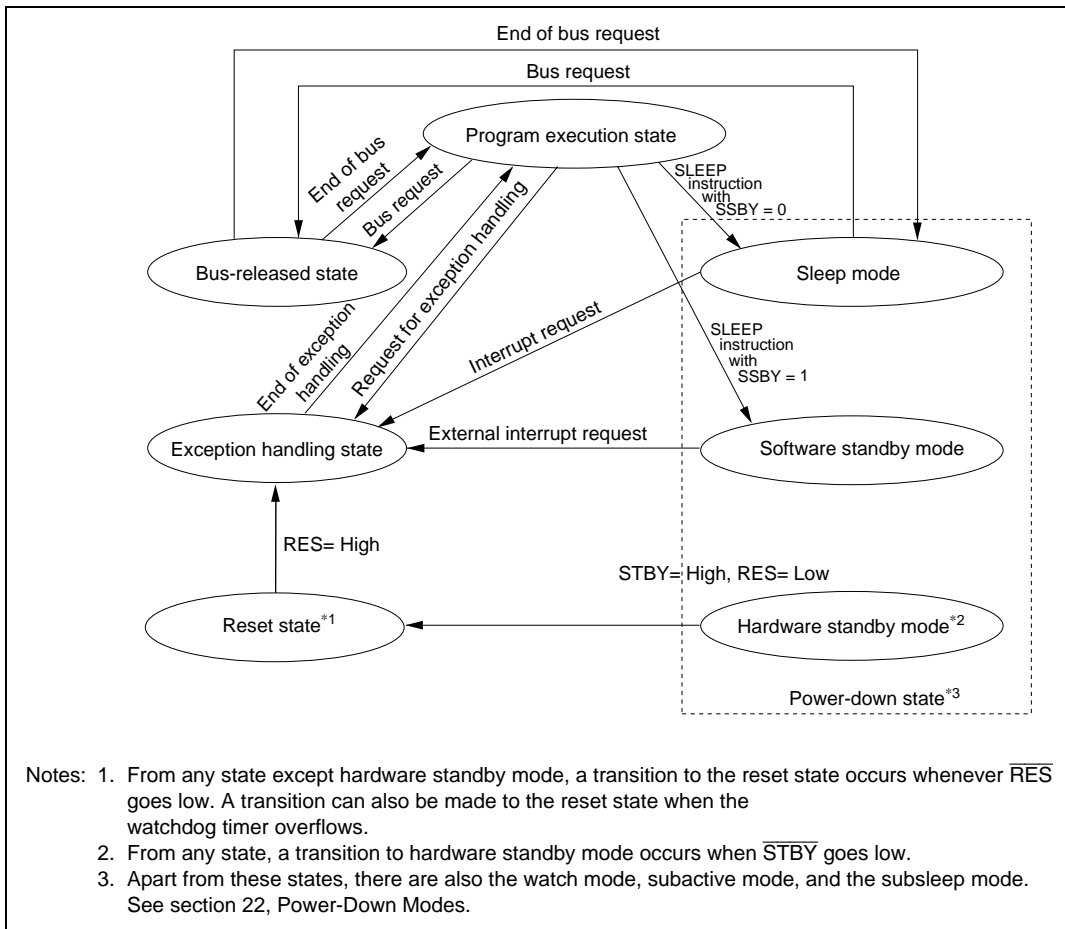 End of bus request
Bus request
Program execution state
End of bus
request
Bus request
SLEEP
instruction
with
SSBY = 0
Bus-released state
Sleep mode
End of exception
handling
Request for exception handling
Interrupt request
SLEEP
instruction
with
SSBY = 1
Exception handling state
External interrupt request
Software standby mode
RES= High
STBY= High, RES= Low
Reset state*1
Hardware standby mode*2
Power-down state*3
Notes: 1. From any state except hardware standby mode, a transition to the reset state occurs whenever R̅E̅S̅
goes low. A transition can also be made to the reset state when the
watchdog timer overflows.
2. From any state, a transition to hardware standby mode occurs when S̅T̅B̅Y̅ goes low.
3. Apart from these states, there are also the watch mode, subactive mode, and the subsleep mode.
See section 22, Power-Down Modes.